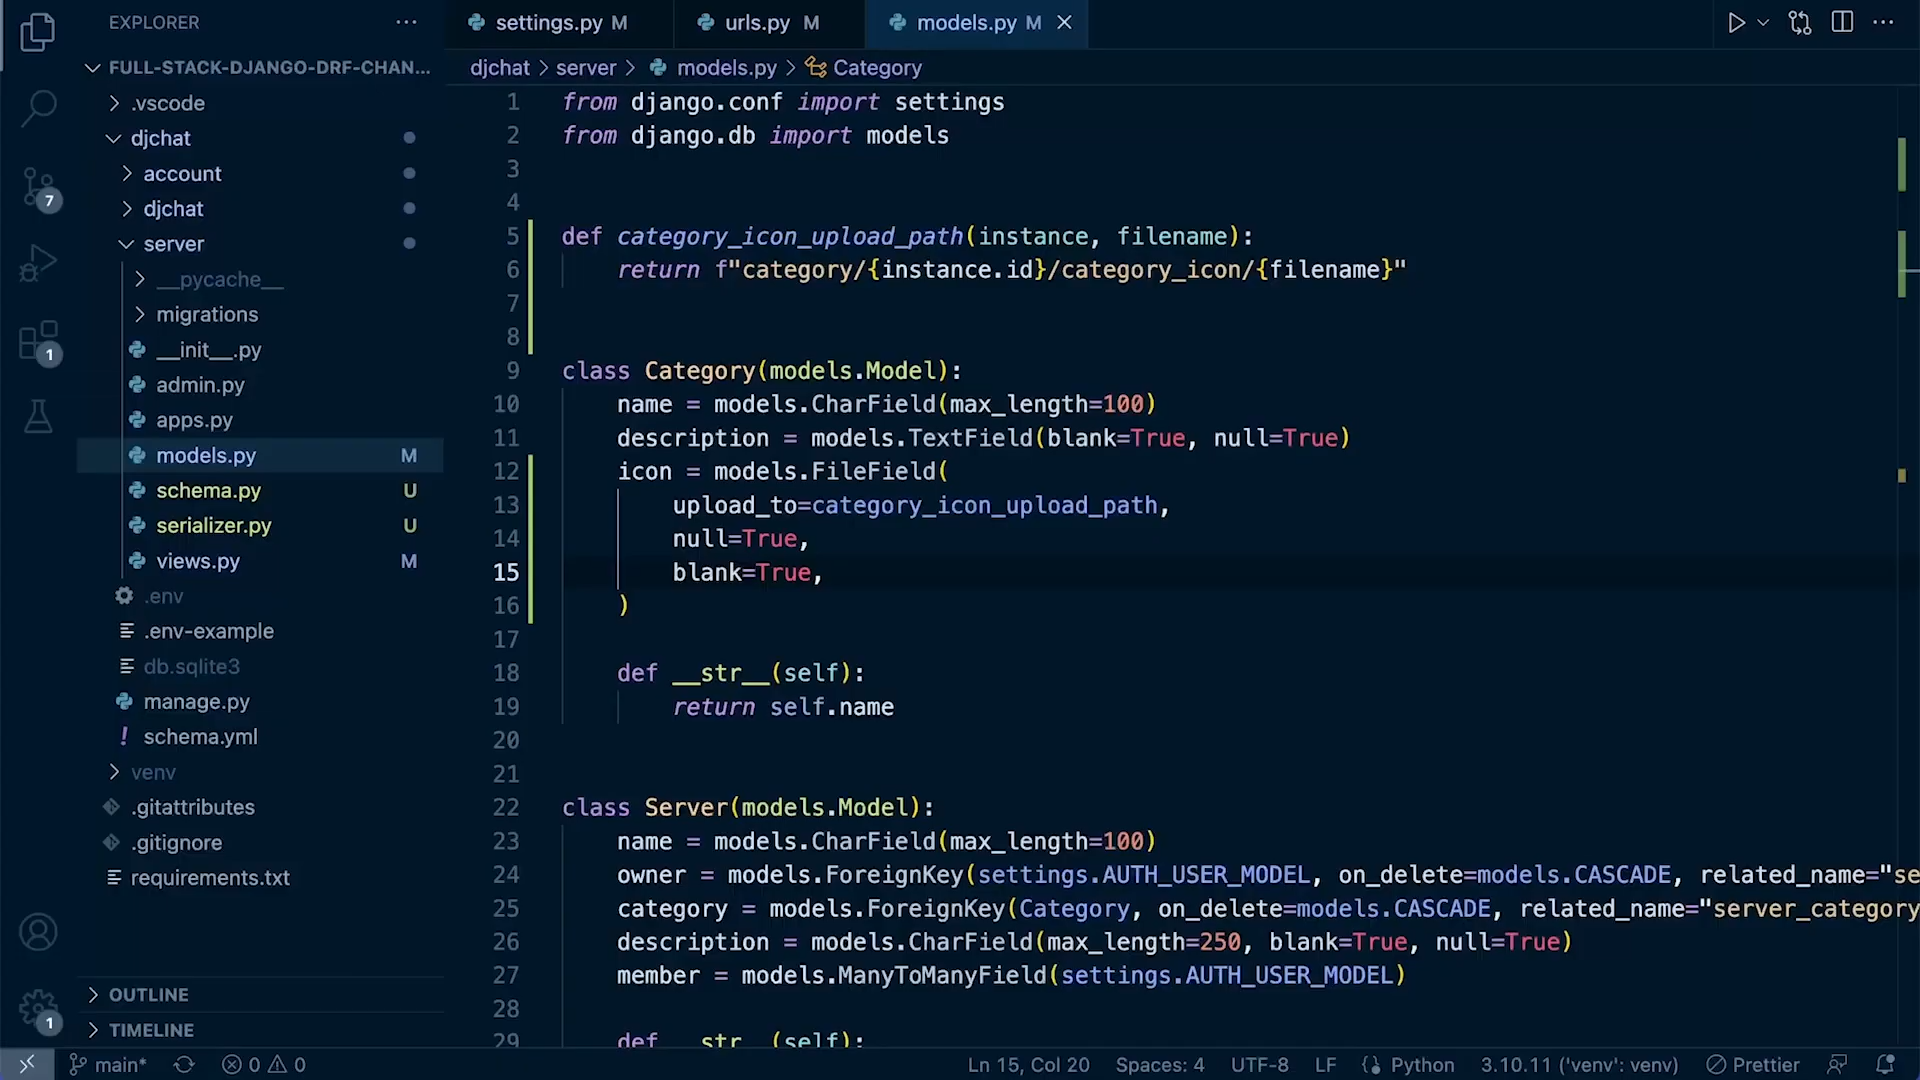 EXPLORER
FULL-STACK-DJANGO-DRF-CHAN...
.vscode
djchat
account
djchat
server
__pycache__
migrations
__init__.py
admin.py
apps.py
models.py M
schema.py U
serializer.py U
views.py M
.env
.env-example
db.sqlite3
manage.py
! schema.yml
venv
.gitattributes
.gitignore
requirements.txt
OUTLINE
TIMELINE
7
1
1
settings.py M urls.py M models.py M
djchat > server > models.py > Category
1 from django.conf import settings
2 from django.db import models
3
4
5 def category_icon_upload_path(instance, filename):
6 return f"category/{instance.id}/category_icon/{filename}"
7
8
9 class Category(models.Model):
10 name = models.CharField(max_length=100)
11 description = models.TextField(blank=True, null=True)
12 icon = models.FileField(
13 upload_to=category_icon_upload_path,
14 null=True,
15 blank=True,
16 )
17
18 def __str__(self):
19 return self.name
20
21
22 class Server(models.Model):
23 name = models.CharField(max_length=100)
24 owner = models.ForeignKey(settings.AUTH_USER_MODEL, on_delete=models.CASCADE, related_name="se
25 category = models.ForeignKey(Category, on_delete=models.CASCADE, related_name="server_category
26 description = models.CharField(max_length=250, blank=True, null=True)
27 member = models.ManyToManyField(settings.AUTH_USER_MODEL)
28
29 def __str__(self):
main* 0 0 Ln 15, Col 20 Spaces: 4 UTF-8 LF Python 3.10.11 ('venv': venv) Prettier